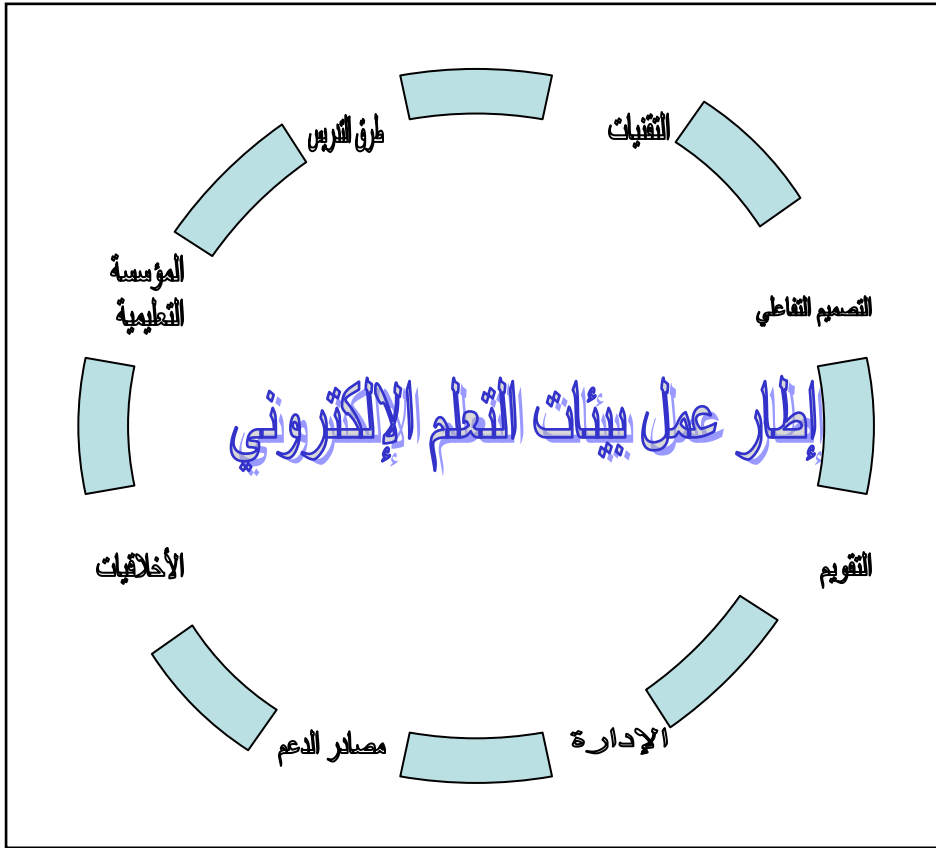 التقنيات
طرق التدريس
المؤسسة
التعليمية
التصميم التفاعلي
إطار عمل بيئات التعلم الإلكتروني
التقويم
الأخلاقيات
الإدارة
مصادر الدعم